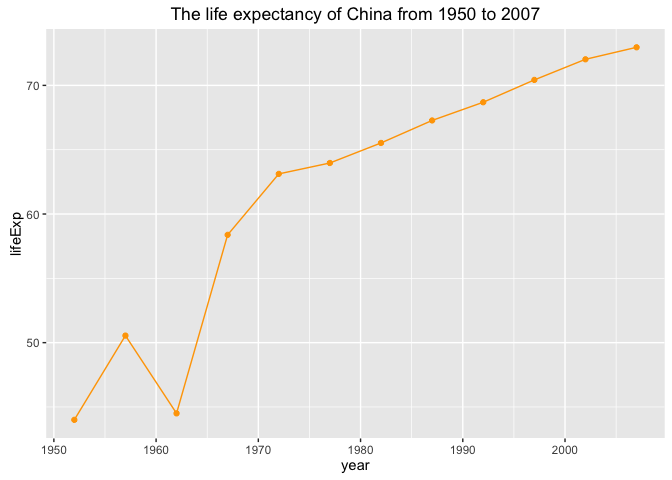 The life expectancy of China from 1950 to 2007
lifeExp
70
60
50
1950 1960 1970 1980 1990 2000
year